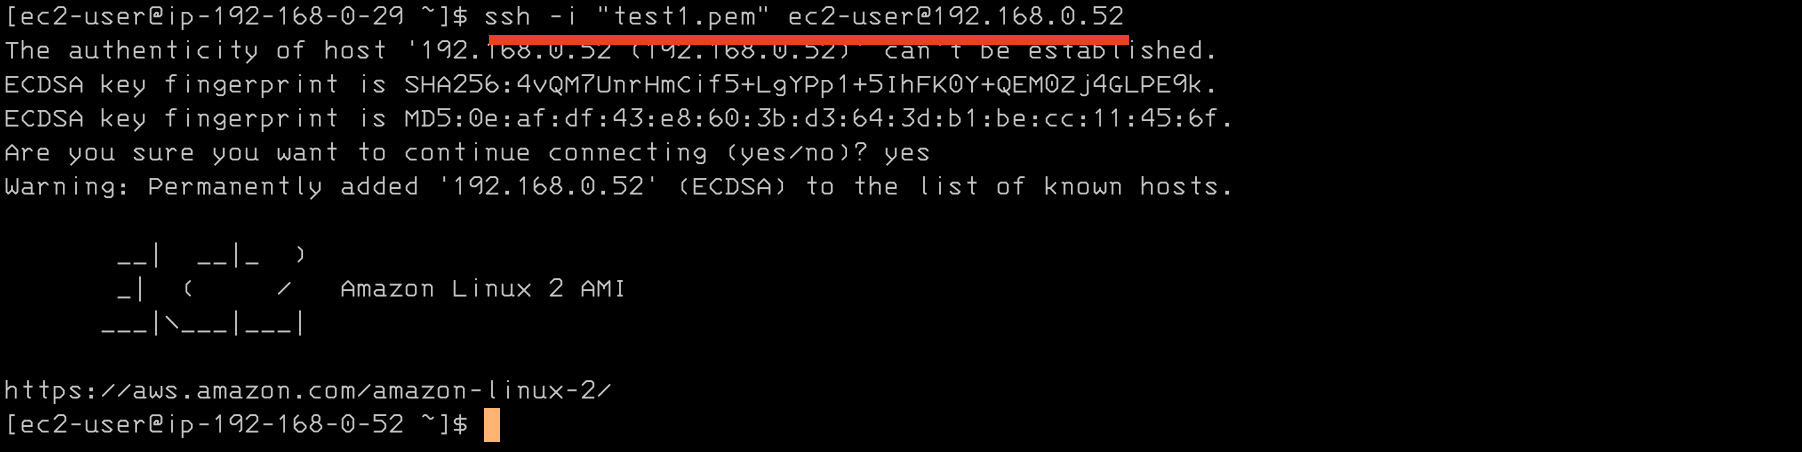 [ec2-user@ip-192-168-0-29 ~]$ ssh -i "test1.pem" ec2-user@192.168.0.52
The authenticity of host '192.168.0.52 (192.168.0.52)' can't be established.
ECDSA key fingerprint is SHA256:4vQM7UnrHmCif5+LgYPp1+5IhFK0Y+QEM0Zj4GLPE9k.
ECDSA key fingerprint is MD5:0e:af:df:43:e8:60:3b:d3:64:3d:b1:be:cc:11:45:6f.
Are you sure you want to continue connecting (yes/no)? yes
Warning: Permanently added '192.168.0.52' (ECDSA) to the list of known hosts.

       __|  __|_  )
       _|  (     /   Amazon Linux 2 AMI
      ___|\___|___|

https://aws.amazon.com/amazon-linux-2/
[ec2-user@ip-192-168-0-52 ~]$